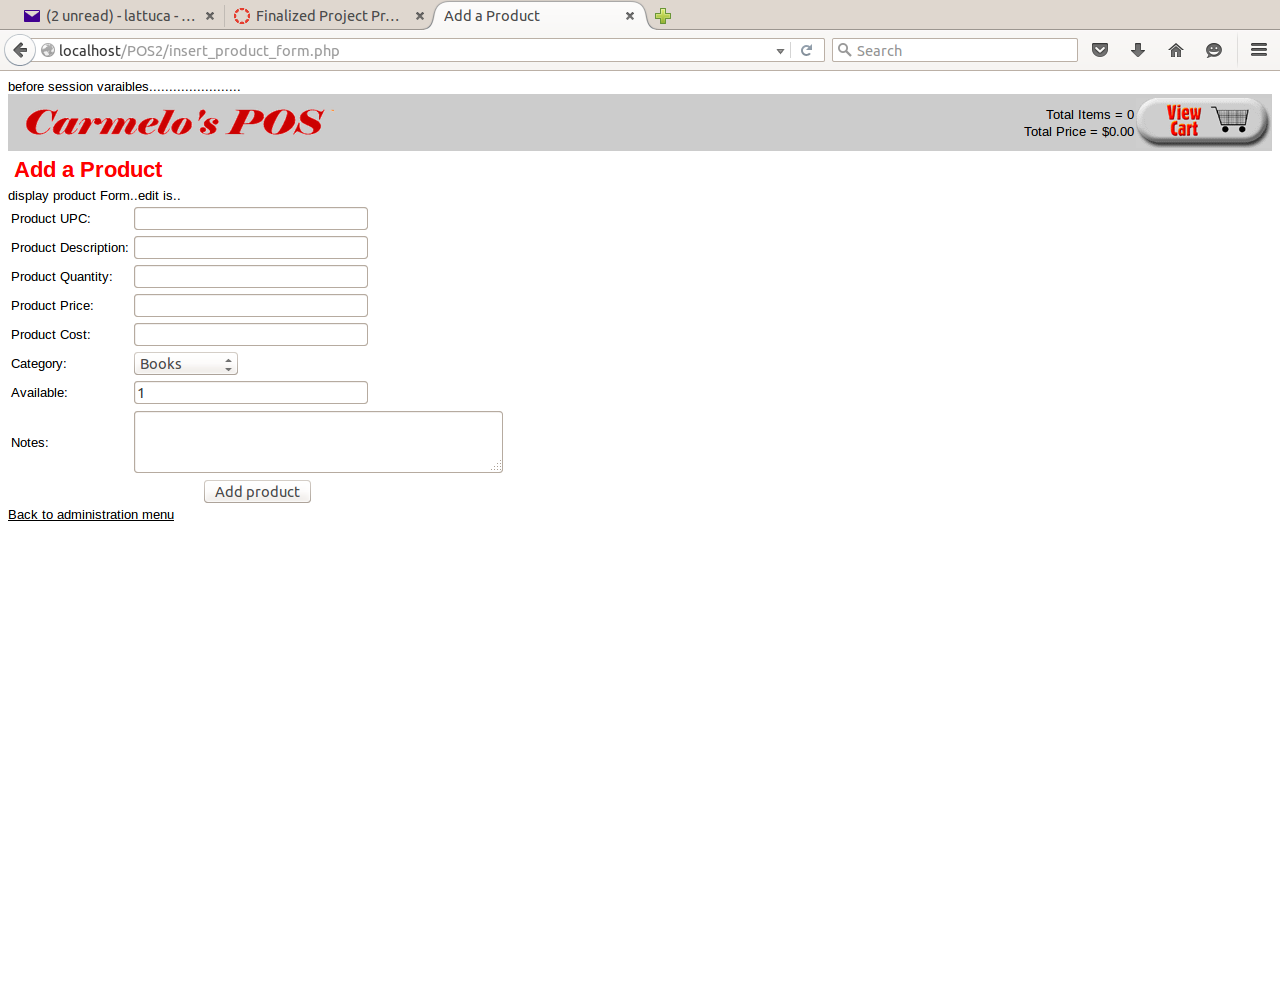 (2 unread) - lattuca - ...
Finalized Project Pr...
Add a Product
localhost/POS2/insert_product_form.php
Search
before session varaibles.......................
Carmelo's POS
Total Items = 0
Total Price = $0.00
View Cart
Add a Product
display product Form..edit is..
Product UPC:
Product Description:
Product Quantity:
Product Price:
Product Cost:
Category: Books
Available: 1
Notes:
Add product
Back to administration menu